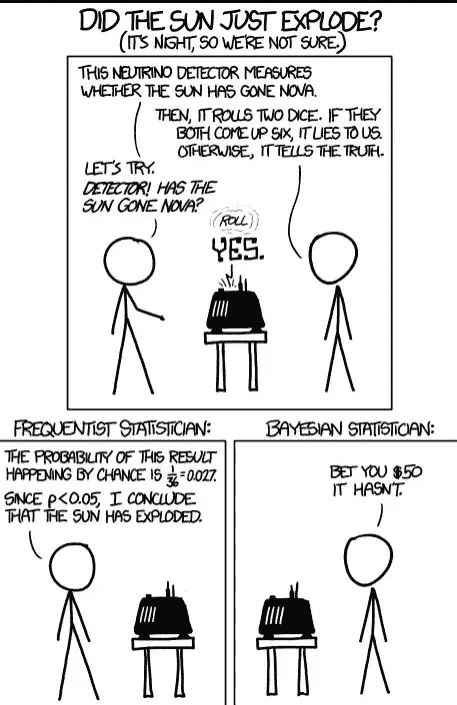 DID THE SUN JUST EXPLODE?
(IT'S NIGHT, SO WE'RE NOT SURE.)
THIS NEUTRINO DETECTOR MEASURES
WHETHER THE SUN HAS GONE NOVA.
THEN, IT ROLLS TWO DICE. IF THEY
BOTH COME UP SIX, IT LIES TO US.
OTHERWISE, IT TELLS THE TRUTH.
LET'S TRY.
DETECTOR! HAS THE
SUN GONE NOVA?
ROLL
YES.
FREQUENTIST STATISTICIAN:
THE PROBABILITY OF THIS RESULT
HAPPENING BY CHANCE IS 1/36=0.027.
SINCE p<0.05, I CONCLUDE
THAT THE SUN HAS EXPLODED.
BAYESIAN STATISTICIAN:
BET YOU $50
IT HASN'T.